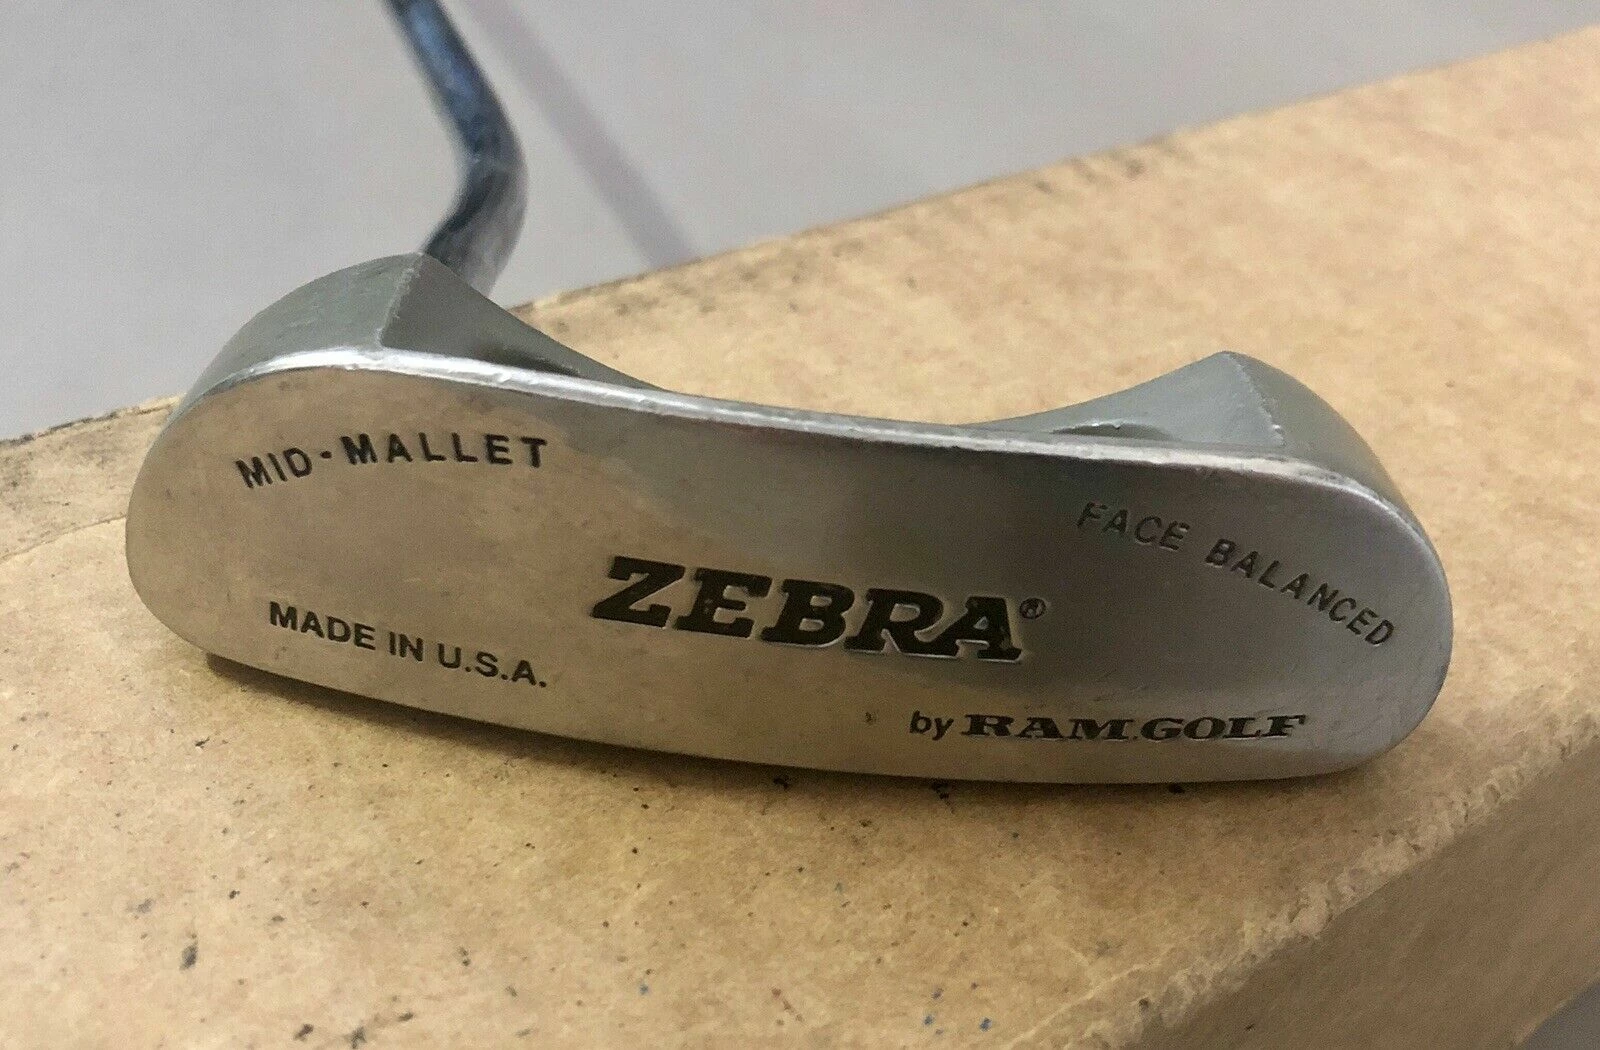 MID-MALLET
FACE BALANCED
ZEBRA®
MADE IN U.S.A.
by RAM.GOLF